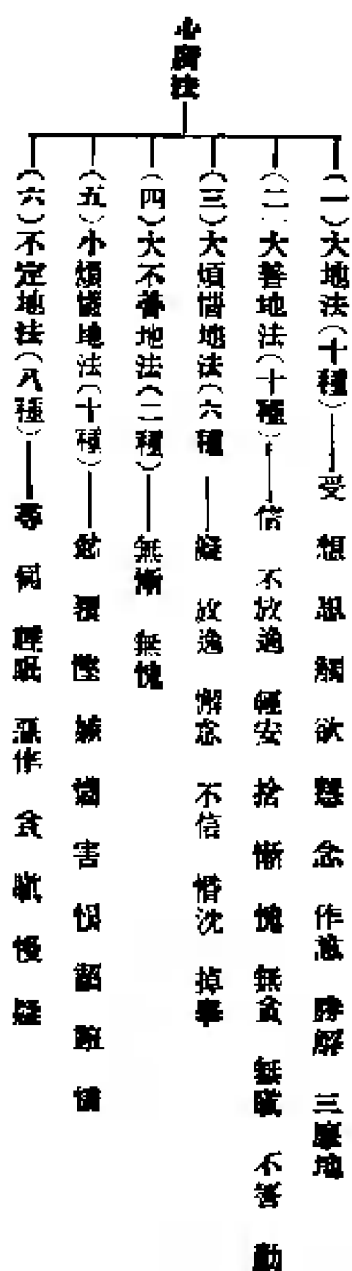 心所法
(一)大地法(十種) 受 想 思 觸 欲 慧 念 作意 勝解 三摩地
(二)大善地法(十種) 信 不放逸 輕安 捨 慚 愧 無貪 無瞋 不害 勤
(三)大煩惱地法(六種 癡 放逸 懈怠 不信 惛沈 掉舉
(四)大不善地法(二種) 無慚 無愧
(五)小煩惱地法(十種) 忿 覆 慳 嫉 惱 害 恨 諂 誑 憍
(六)不定地法(八種) 尋 伺 睡眠 惡作 貪 瞋 慢 疑